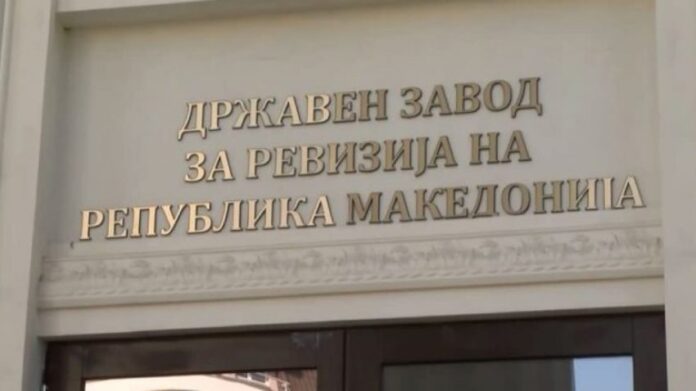 ДРЖАВЕН ЗАВОД
ЗА РЕВИЗИЈА НА
РЕПУБЛИКА МАКЕДОНИЈА